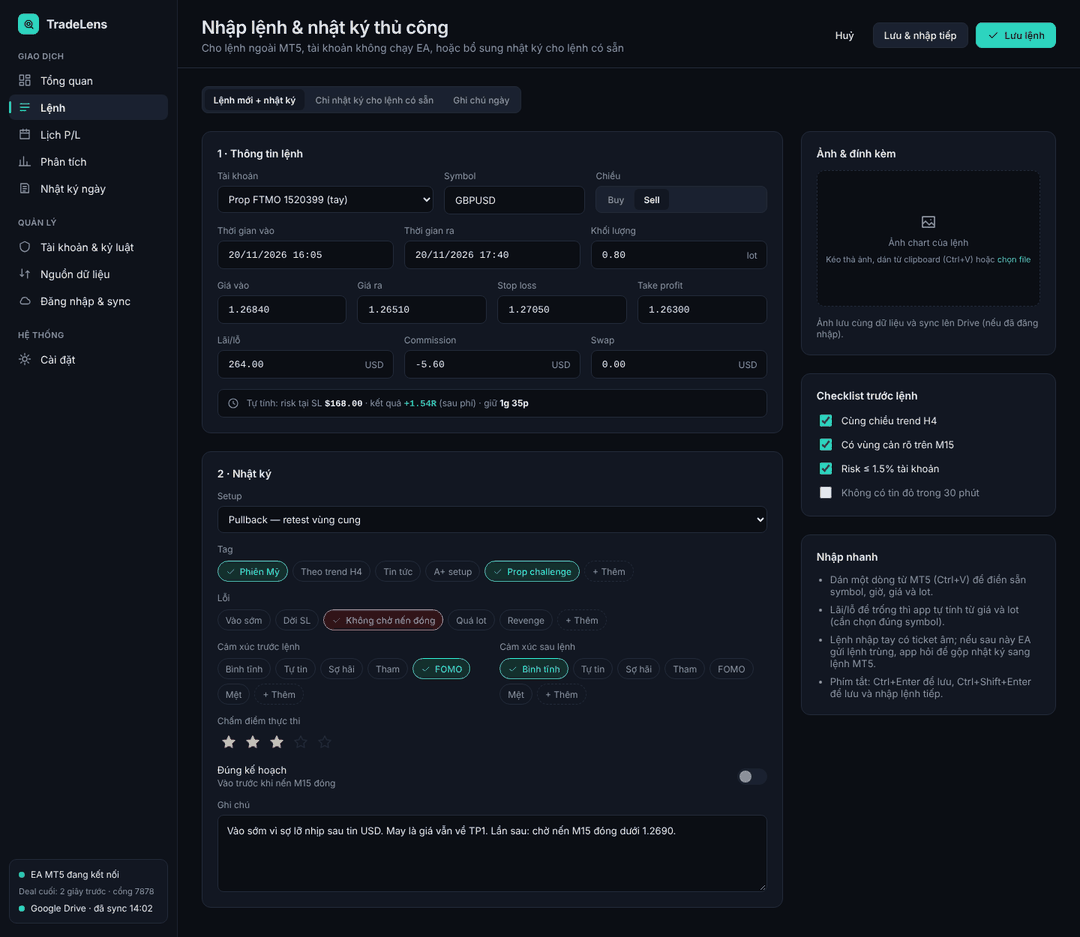 TradeLens
GIAO DỊCH
Tổng quan
Lệnh
Lịch P/L
Phân tích
Nhật ký ngày
QUẢN LÝ
Tài khoản & kỷ luật
Nguồn dữ liệu
Đăng nhập & sync
HỆ THỐNG
Cài đặt
EA MT5 đang kết nối
Deal cuối: 2 giây trước · cổng 7878
Google Drive · đã sync 14:02
Nhập lệnh & nhật ký thủ công
Cho lệnh ngoài MT5, tài khoản không chạy EA, hoặc bổ sung nhật ký cho lệnh có sẵn
Huỷ
Lưu & nhập tiếp
Lưu lệnh
Lệnh mới + nhật ký
Chỉ nhật ký cho lệnh có sẵn
Ghi chú ngày
1 · Thông tin lệnh
Tài khoản
Symbol
Chiều
Prop FTMO 1520399 (tay)
GBPUSD
Buy
Sell
Thời gian vào
Thời gian ra
Khối lượng
20/11/2026 16:05
20/11/2026 17:40
0.80
lot
Giá vào
Giá ra
Stop loss
Take profit
1.26840
1.26510
1.27050
1.26300
Lãi/lỗ
Commission
Swap
264.00 USD
-5.60 USD
0.00 USD
Tự tính: risk tại SL $168.00 · kết quả +1.54R (sau phí) · giữ 1g 35p
2 · Nhật ký
Setup
Pullback — retest vùng cung
Tag
Phiên Mỹ
Theo trend H4
Tin tức
A+ setup
Prop challenge
+ Thêm
Lỗi
Vào sớm
Dời SL
Không chờ nến đóng
Quá lot
Revenge
+ Thêm
Cảm xúc trước lệnh
Bình tĩnh
Tự tin
Sợ hãi
Tham
FOMO
Mệt
+ Thêm
Cảm xúc sau lệnh
Bình tĩnh
Tự tin
Sợ hãi
Tham
FOMO
Mệt
+ Thêm
Chấm điểm thực thi
Đúng kế hoạch
Vào trước khi nến M15 đóng
Ghi chú
Vào sớm vì sợ lỡ nhịp sau tin USD. May là giá vẫn về TP1. Lần sau: chờ nến M15 đóng dưới 1.2690.
Ảnh & đính kèm
Ảnh chart của lệnh
Kéo thả ảnh, dán từ clipboard (Ctrl+V) hoặc chọn file
Ảnh lưu cùng dữ liệu và sync lên Drive (nếu đã đăng
nhập).
Checklist trước lệnh
Cùng chiều trend H4
Có vùng cản rõ trên M15
Risk ≤ 1.5% tài khoản
Không có tin đỏ trong 30 phút
Nhập nhanh
• Dán một dòng từ MT5 (Ctrl+V) để điền sẵn
symbol, giờ, giá và lot.
• Lãi/lỗ để trống thì app tự tính từ giá và lot
(cần chọn đúng symbol).
• Lệnh nhập tay có ticket âm; nếu sau này EA
gửi lệnh trùng, app hỏi để gộp nhật ký sang
lệnh MT5.
• Phím tắt: Ctrl+Enter để lưu, Ctrl+Shift+Enter
để lưu và nhập lệnh tiếp.